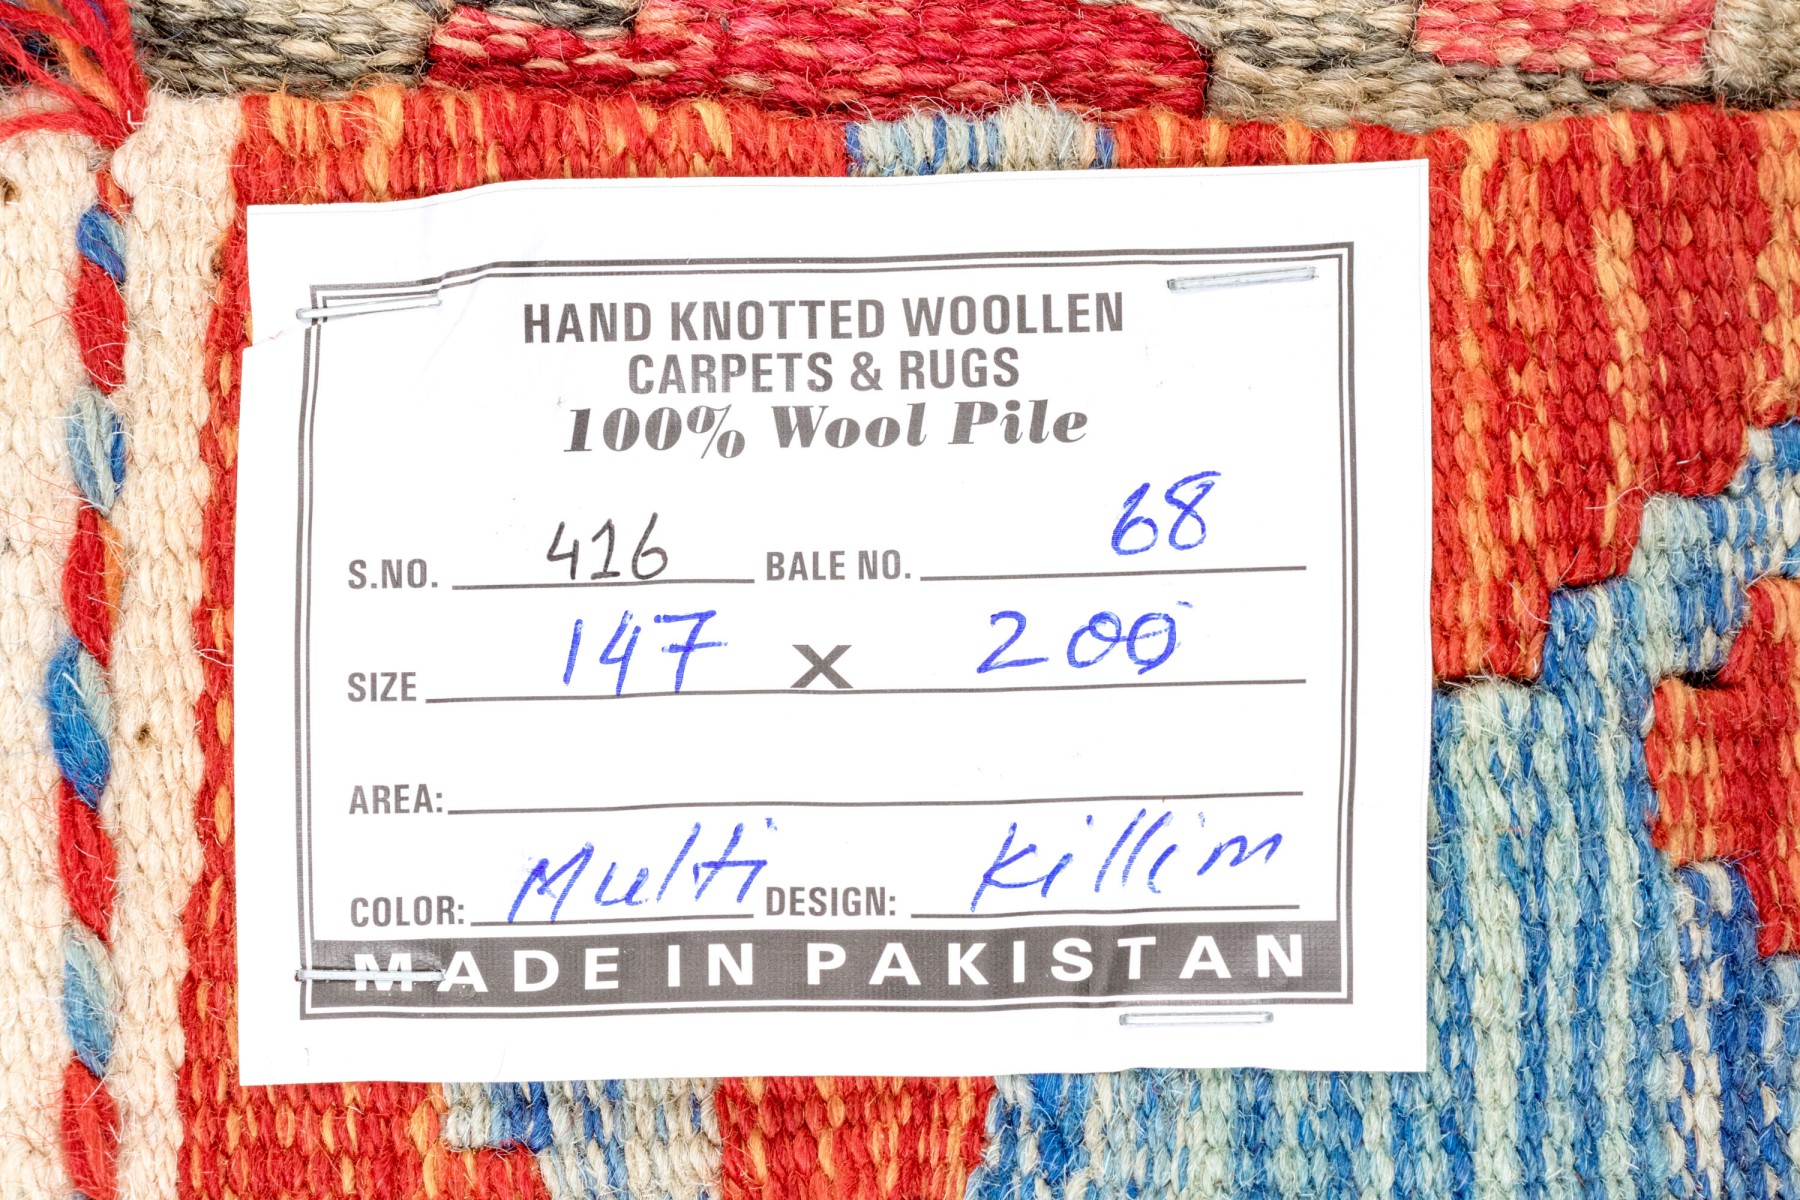 HAND KNOTTED WOOLLEN
CARPETS & RUGS
100% Wool Pile
S.NO. 416 BALE NO. 68
SIZE 147 X 200
AREA:
COLOR: Multi DESIGN: Killim
MADE IN PAKISTAN